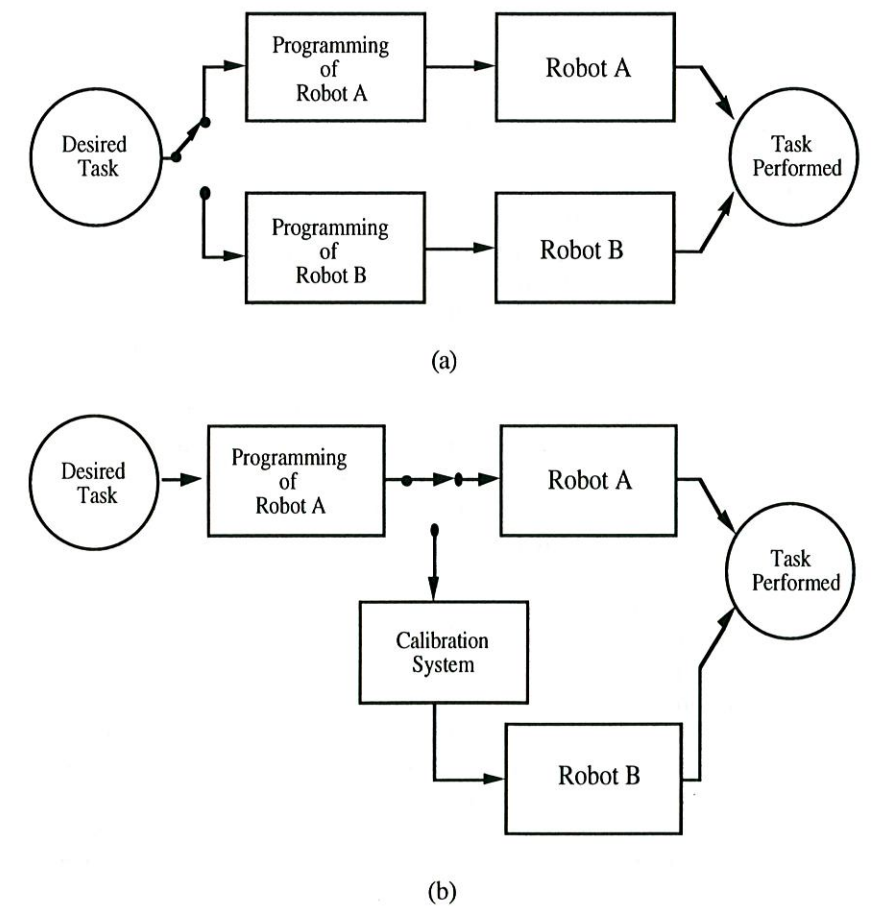 Programming
of
Robot A
Robot A
Desired
Task
Task
Performed
Programming
of
Robot B
Robot B
(a)
Desired
Task
Programming
of
Robot A
Robot A
Task
Performed
Calibration
System
Robot B
(b)